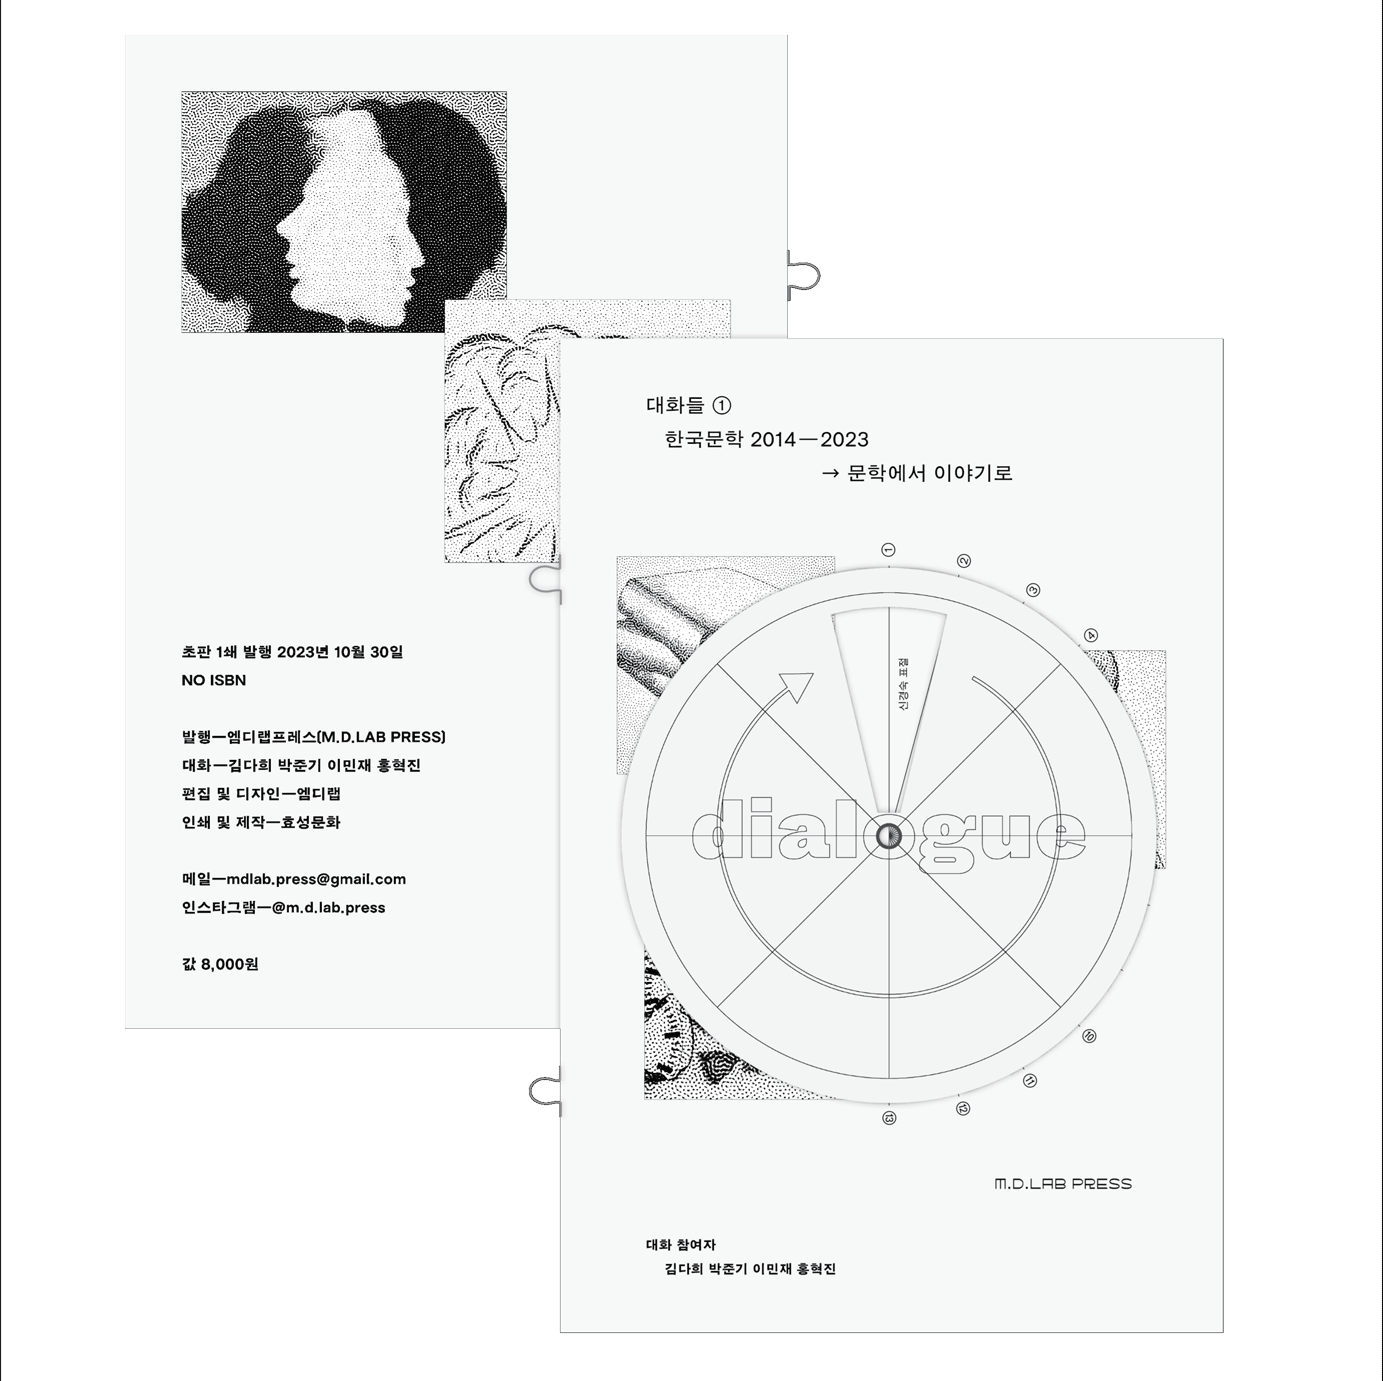 초판 1쇄 발행 2023년 10월 30일
NO ISBN
발행—엠디랩프레스(M.D.LAB PRESS)
대화—김다희 박준기 이민재 홍혁진
편집 및 디자인—엠디랩
인쇄 및 제작—효성문화
메일—mdlab.press@gmail.com
인스타그램—@m.d.lab.press
값 8,000원
대화들 ①
한국문학 2014—2023
→ 문학에서 이야기로
①
②
③
④
신경숙 표절
dialogue
⑩
⑪
⑫
⑬
M.D.LAB PRESS
대화 참여자
김다희 박준기 이민재 홍혁진